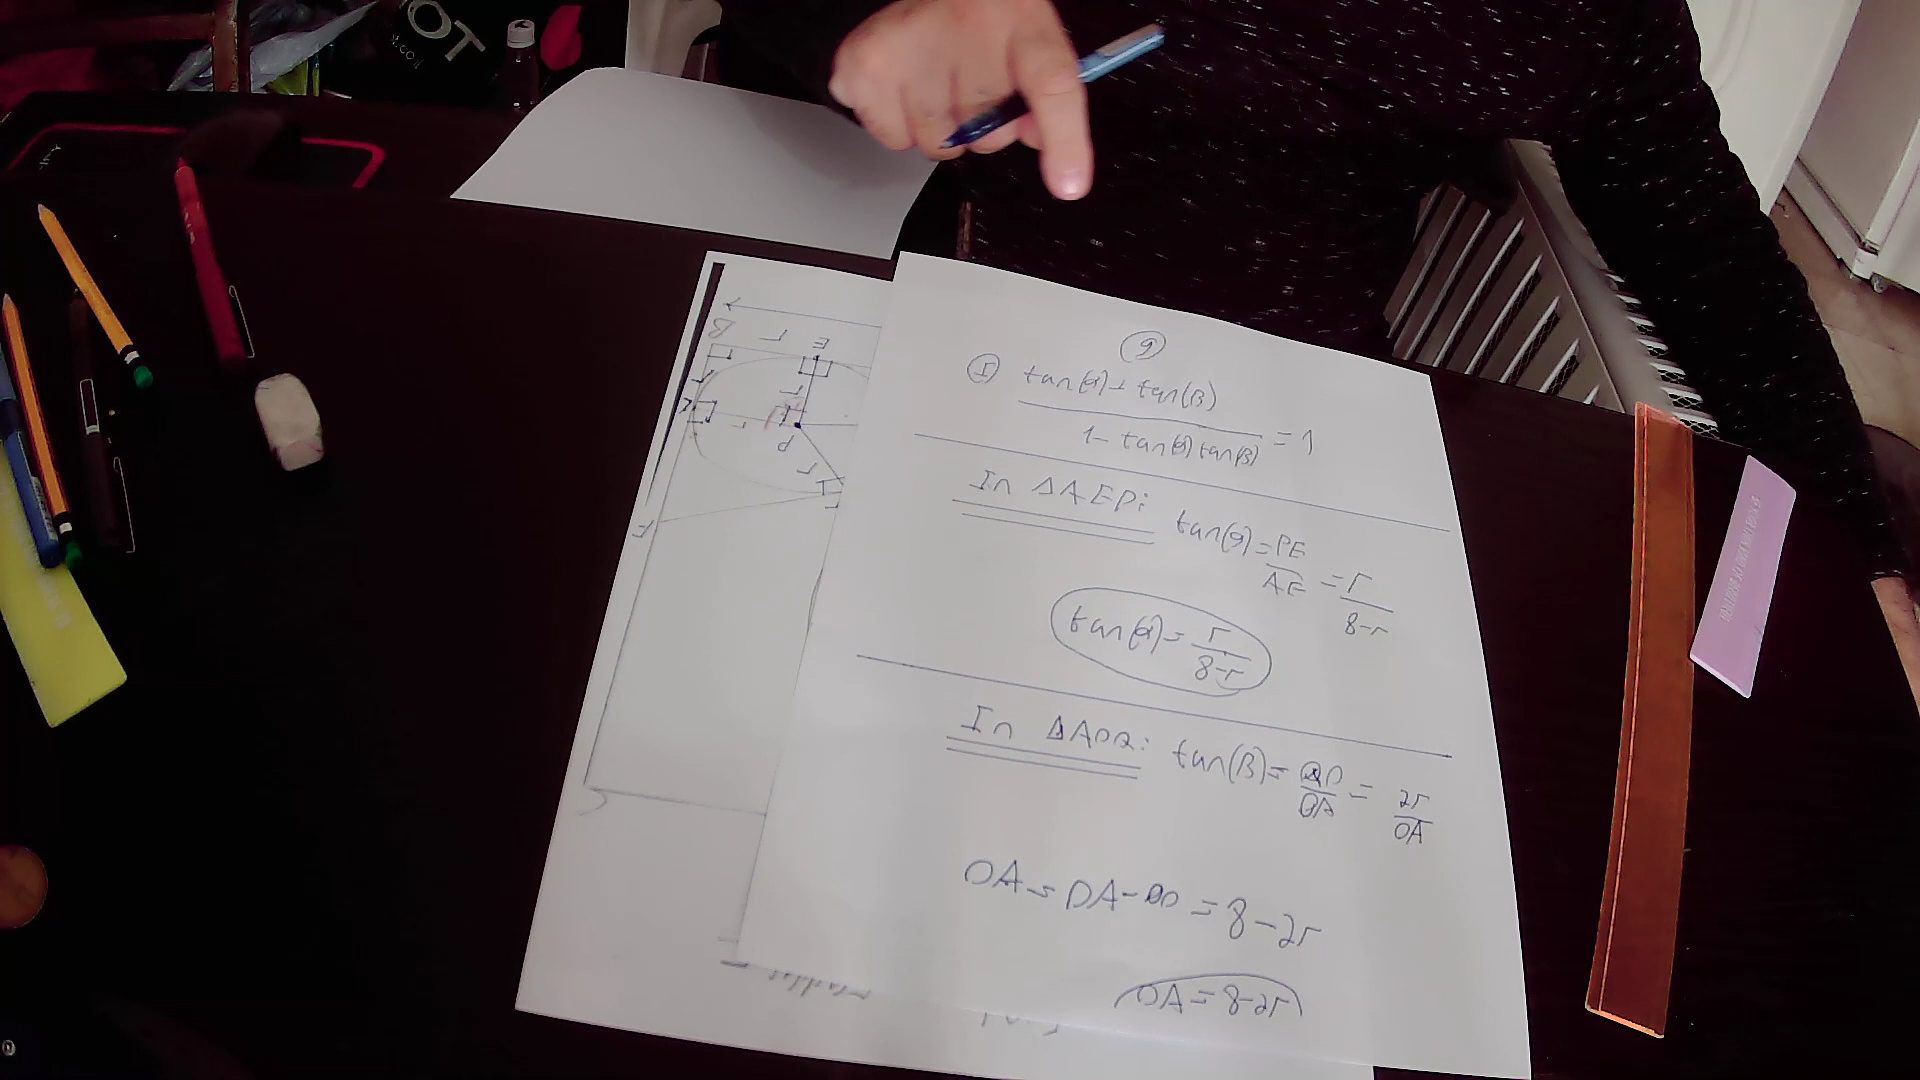 OT
9
I tan(α)+tan(β)
1-tan(α)tan(β) =1
In ΔAEP: tan(α)=PE/AE =r/8-r
tan(α)=r/8-r
In ΔAOQ: tan(β)=QO/OA = 2r/OA
OA = DA-DO = 8-2r
OA=8-2r
B r E
r
r
P
r
F
C